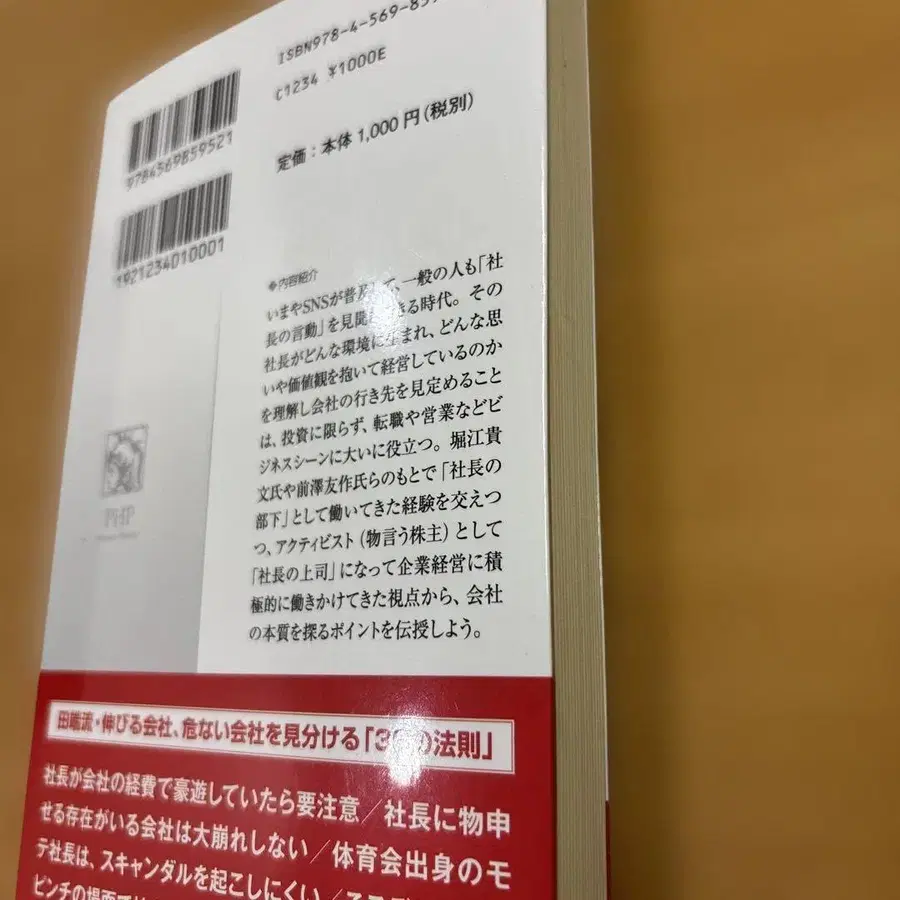 ISBN978-4-569-85
C1234 ¥1000E
定価：本体1,000円（税別）
9784569859521
1921234010001
◆内容紹介
いまやSNSが普及して、一般の人も「社
長の言動」を見聞きできる時代。その
社長がどんな環境に生まれ、どんな思
いや価値観を抱いて経営しているのか
を理解し会社の行き先を見定めること
は、投資に限らず、転職や営業などビ
ジネスシーンに大いに役立つ。堀江貴
文氏や前澤友作氏らのもとで「社長の
部下」として働いてきた経験を交えつ
つ、アクティビスト（物言う株主）として
「社長の上司」になって企業経営に積
極的に働きかけてきた視点から、会社
の本質を探るポイントを伝授しよう。
PHP
田端流・伸びる会社、危ない会社を見分ける「3の法則」
社長が会社の経費で豪遊していたら要注意／社長に物申
せる存在がいる会社は大崩れしない／体育会出身のモ
テ社長は、スキャンダルを起こしにくい／
ピンチの場面で